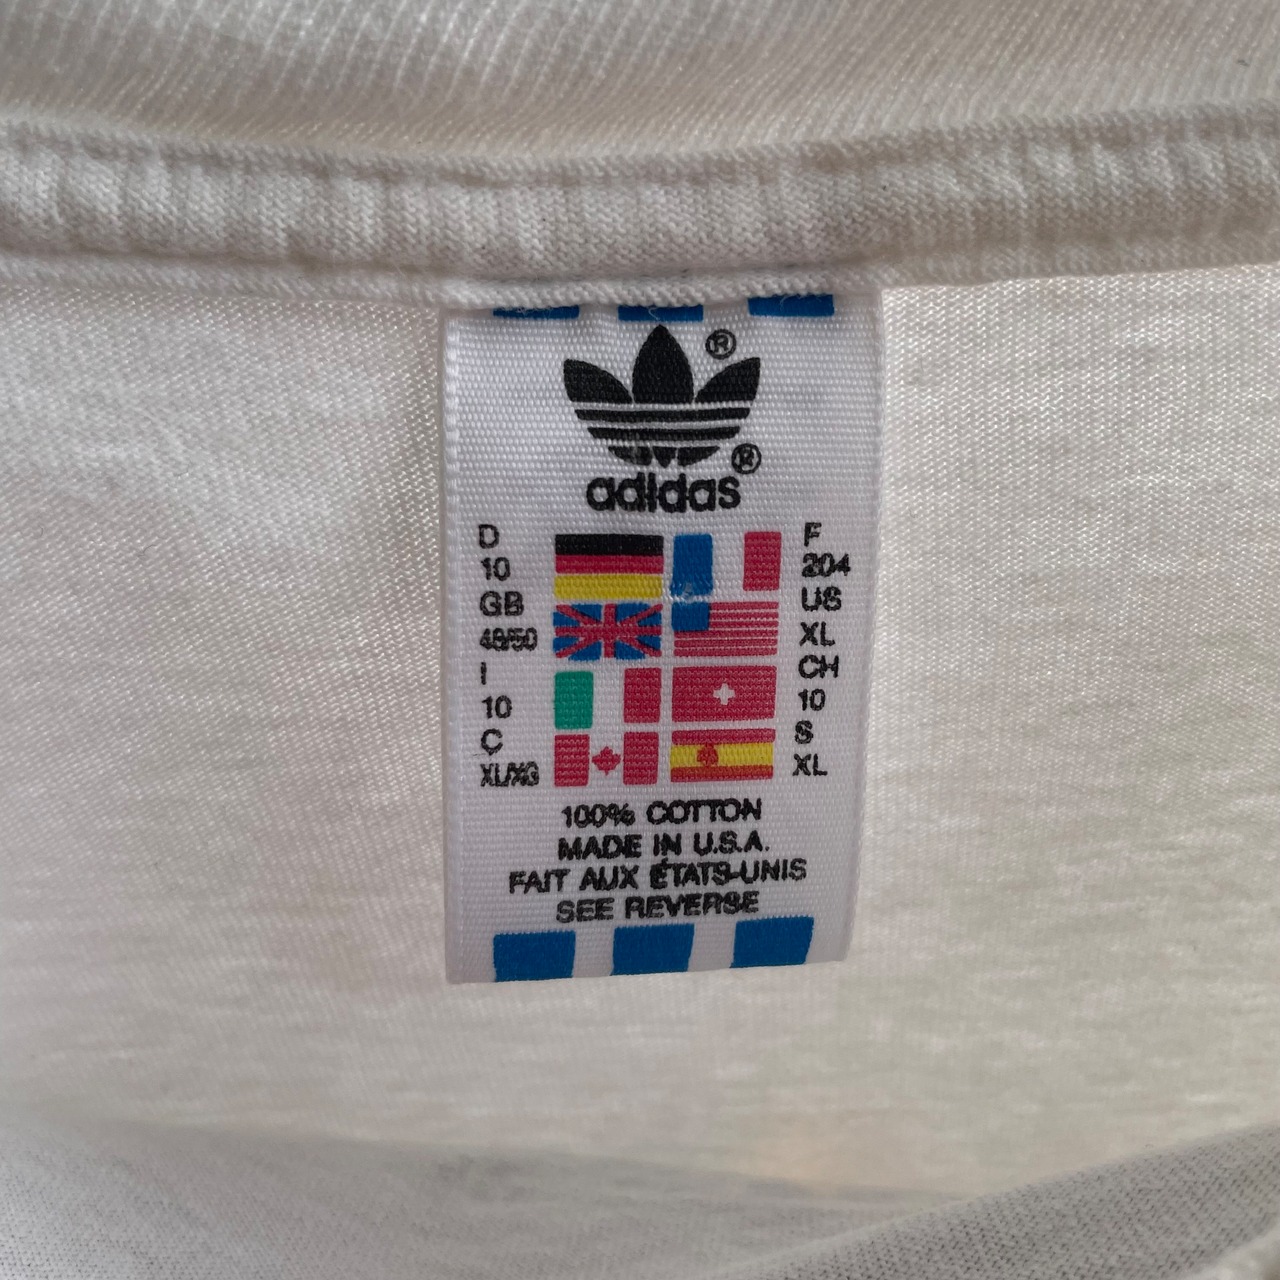 ®
®
adidas
D
10
GB
48/50
I
10
C
XL/XG
F
204
US
XL
CH
10
S
XL
100% COTTON
MADE IN U.S.A.
FAIT AUX ÉTATS-UNIS
SEE REVERSE